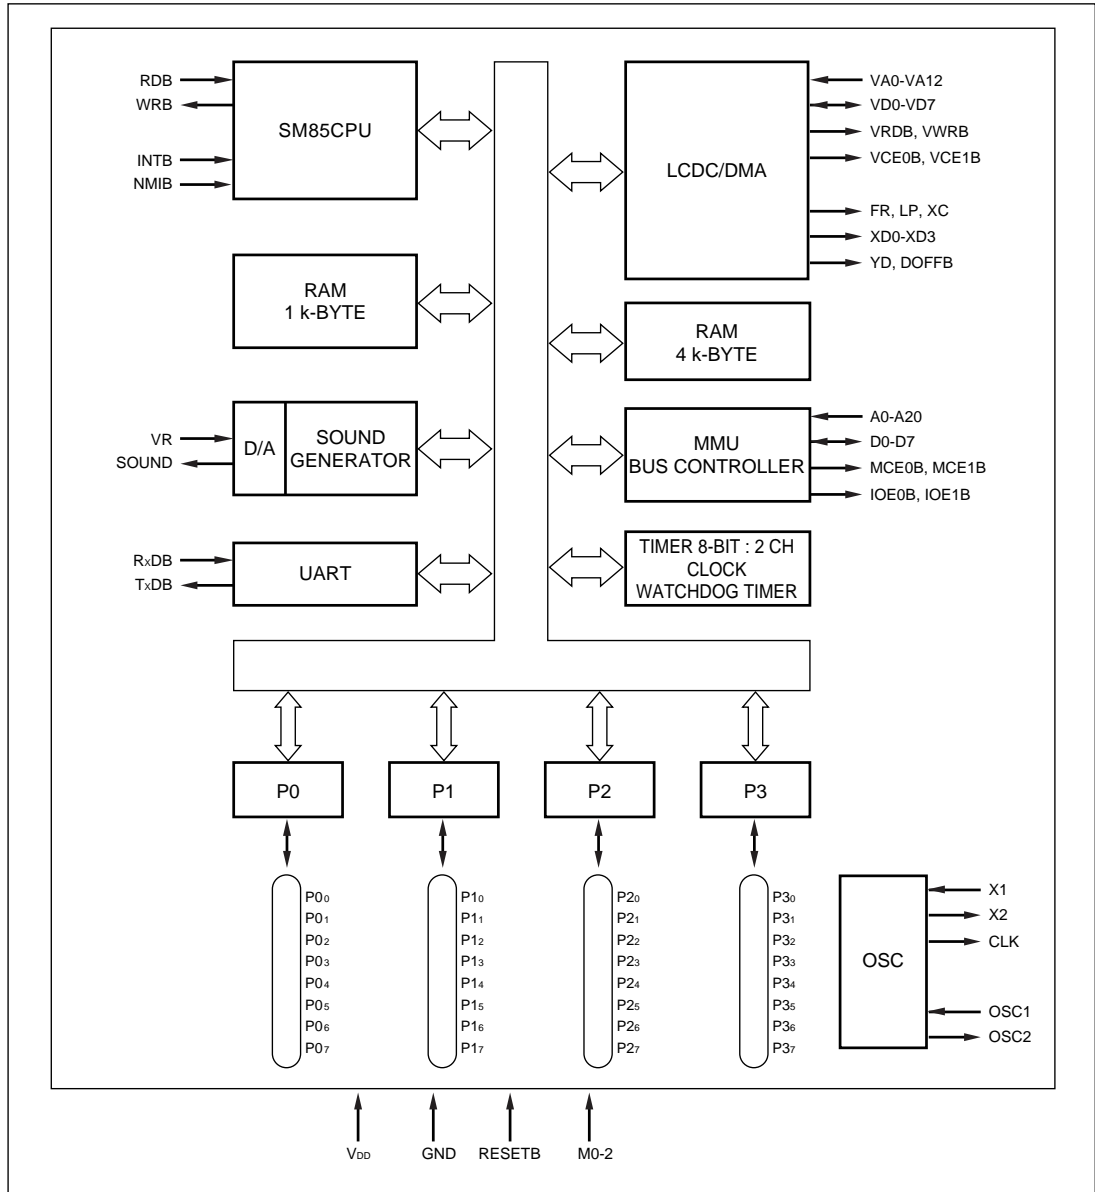 RDB
WRB
INTB
NMIB
SM85CPU
LCDC/DMA
VA0-VA12
VD0-VD7
VRDB, VWRB
VCE0B, VCE1B
FR, LP, XC
XD0-XD3
YD, DOFFB
RAM
1 k-BYTE
RAM
4 k-BYTE
VR
SOUND
D/A
SOUND
GENERATOR
MMU
BUS CONTROLLER
A0-A20
D0-D7
MCE0B, MCE1B
IOE0B, IOE1B
RxDB
TxDB
UART
TIMER 8-BIT : 2 CH
CLOCK
WATCHDOG TIMER
P0
P1
P2
P3
P00
P01
P02
P03
P04
P05
P06
P07
P10
P11
P12
P13
P14
P15
P16
P17
P20
P21
P22
P23
P24
P25
P26
P27
P30
P31
P32
P33
P34
P35
P36
P37
OSC
X1
X2
CLK
OSC1
OSC2
VDD
GND
RESETB
M0-2